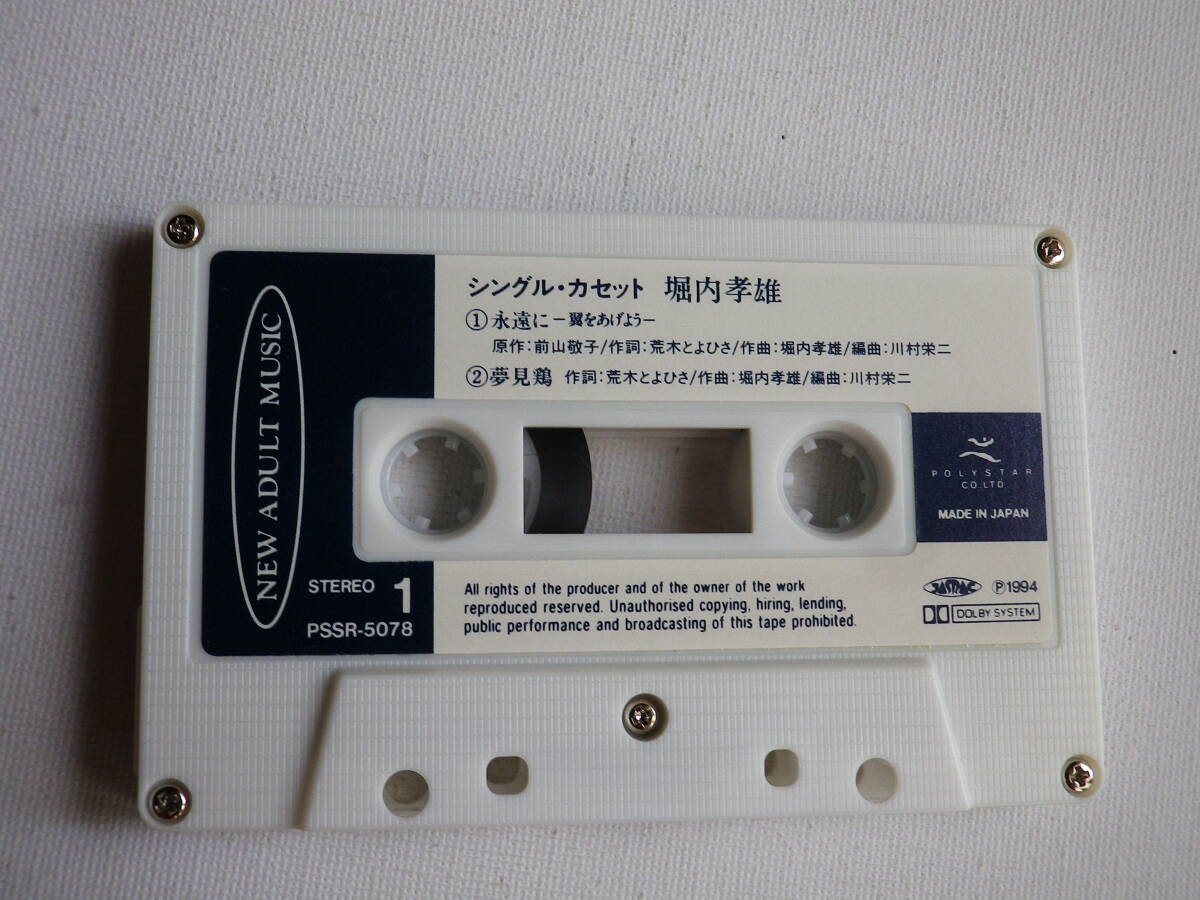 シングル・カセット 堀内孝雄
①永遠に－翼をあげよう－
原作：前山敬子/作詞：荒木とよひさ/作曲：堀内孝雄/編曲：川村栄二
②夢見鶏 作詞：荒木とよひさ/作曲：堀内孝雄/編曲：川村栄二
NEW ADULT MUSIC
STEREO 1
PSSR-5078
POLYSTAR
CO.LTD
MADE IN JAPAN
All rights of the producer and of the owner of the work
reproduced reserved. Unauthorised copying, hiring, lending,
public performance and broadcasting of this tape prohibited.
JASRAC Ⓟ1994
DOLBY SYSTEM